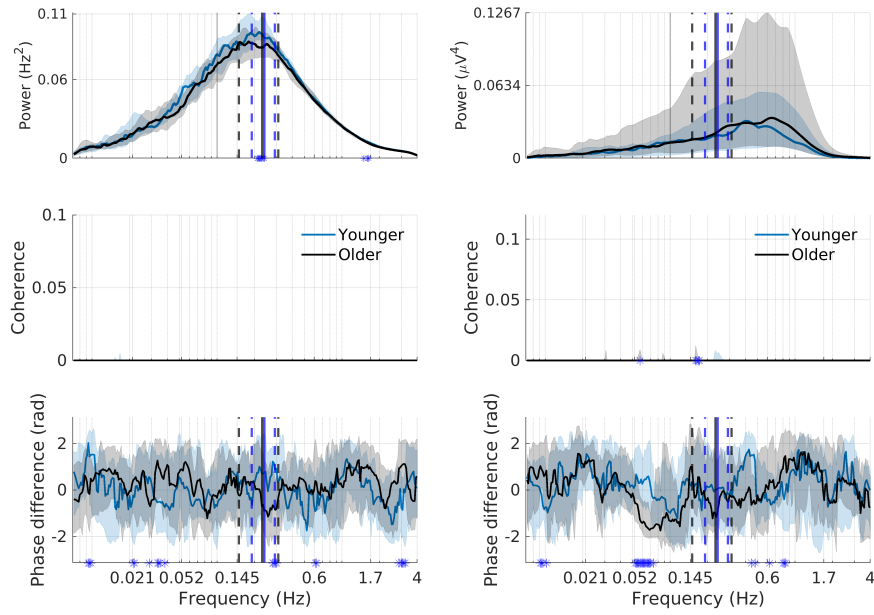 0.11
0.06
0
Power (Hz²)
0.1267
0.0634
0
Power (μV⁴)
0.1
0.05
0
Coherence
Younger
Older
0.1
0.05
0
Coherence
Younger
Older
2
0
-2
Phase difference (rad)
0.021 0.052 0.145 0.6 1.7 4
Frequency (Hz)
2
0
-2
Phase difference (rad)
0.021 0.052 0.145 0.6 1.7 4
Frequency (Hz)